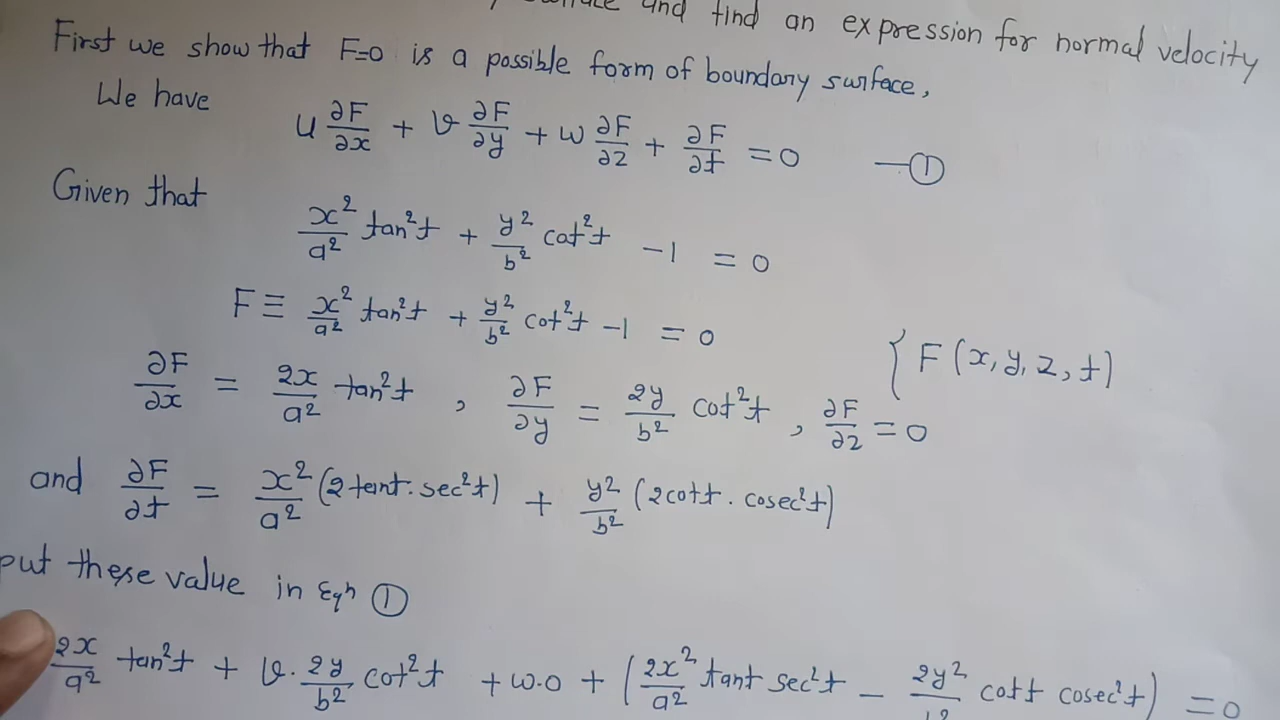 and find an expression for normal velocity
First we show that F=0 is a possible form of boundary surface,
We have
u ∂F/∂x + v ∂F/∂y + w ∂F/∂z + ∂F/∂t = 0 —①
Given that
x²/a² tan²t + y²/b² cot²t - 1 = 0
F ≡ x²/a² tan²t + y²/b² cot²t - 1 = 0
{ F(x, y, z, t)
∂F/∂x = 2x/a² tan²t , ∂F/∂y = 2y/b² cot²t , ∂F/∂z = 0
and ∂F/∂t = x²/a² (2 tant. sec²t) + y²/b² (2cott. cosec²t)
put these value in Eqn ①
2x/a² tan²t + v. 2y/b² cot²t + w.0 + (2x²/a² tant sec²t - 2y²/b² cott cosec²t) = 0